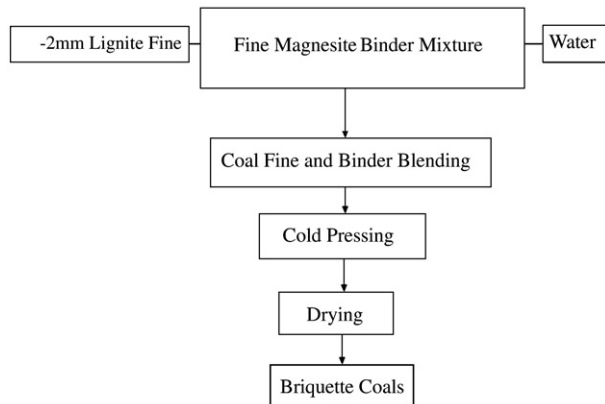 -2mm Lignite Fine
Fine Magnesite Binder Mixture
Water
Coal Fine and Binder Blending
Cold Pressing
Drying
Briquette Coals